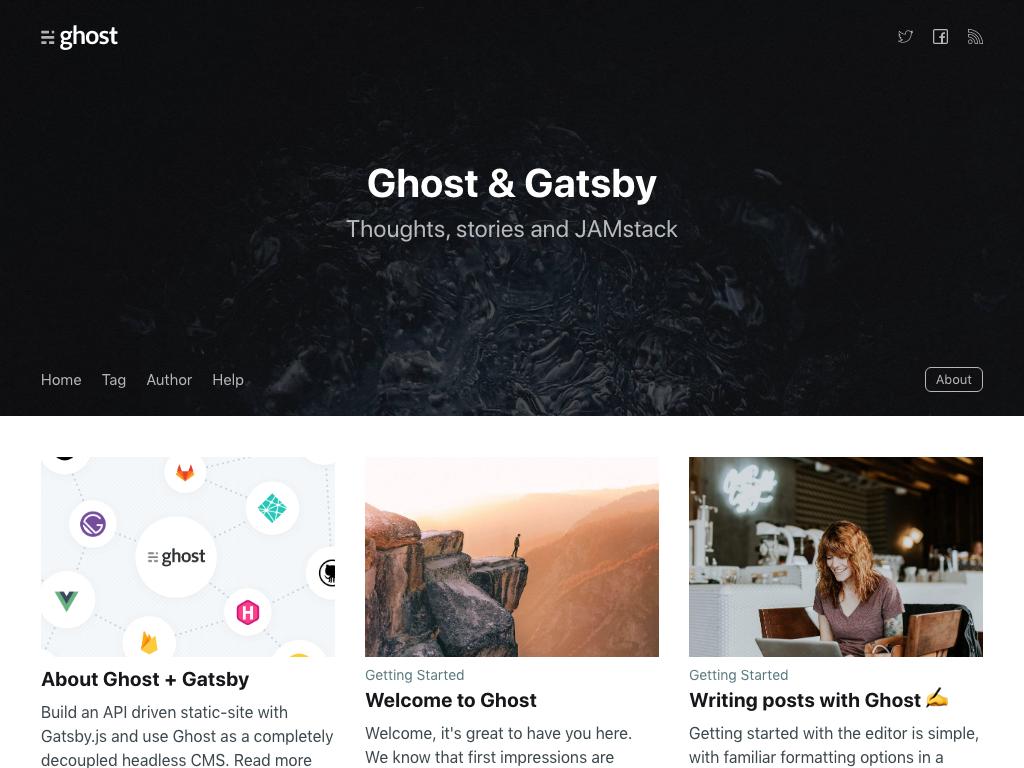 ghost
Ghost & Gatsby
Thoughts, stories and JAMstack
Home Tag Author Help About
ghost
About Ghost + Gatsby
Build an API driven static-site with
Gatsby.js and use Ghost as a completely
decoupled headless CMS. Read more
Getting Started
Welcome to Ghost
Welcome, it's great to have you here.
We know that first impressions are
Getting Started
Writing posts with Ghost ✍️
Getting started with the editor is simple,
with familiar formatting options in a